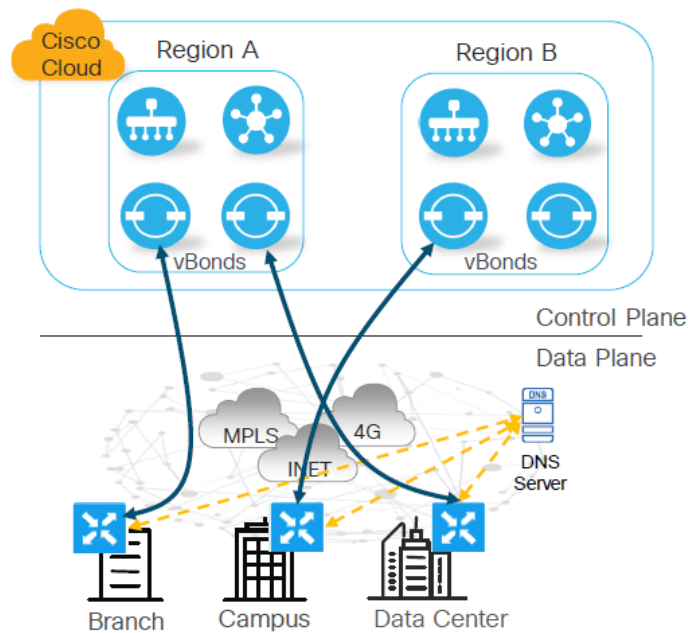 Cisco
Cloud
Region A
Region B
vBonds
vBonds
Control Plane
Data Plane
MPLS
4G
INET
DNS
DNS
Server
Branch
Campus
Data Center